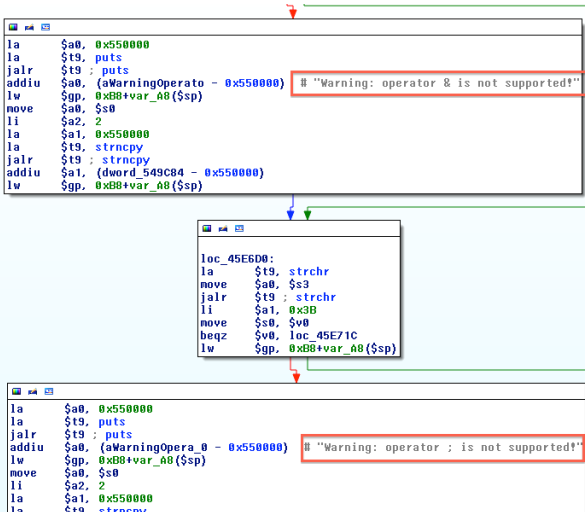 la $a0, 0x550000
la $t9, puts
jalr $t9 ; puts
addiu $a0, (aWarningOperato - 0x550000) # "Warning: operator & is not supported!"
lw $gp, 0xB8+var_A8($sp)
move $a0, $s0
li $a2, 2
la $a1, 0x550000
la $t9, strncpy
jalr $t9 ; strncpy
addiu $a1, (dword_549C84 - 0x550000)
lw $gp, 0xB8+var_A8($sp)
loc_45E6D0:
la $t9, strchr
move $a0, $s3
jalr $t9 ; strchr
li $a1, 0x3B
move $s0, $v0
beqz $v0, loc_45E71C
lw $gp, 0xB8+var_A8($sp)
la $a0, 0x550000
la $t9, puts
jalr $t9 ; puts
addiu $a0, (aWarningOpera_0 - 0x550000) # "Warning: operator ; is not supported!"
lw $gp, 0xB8+var_A8($sp)
move $a0, $s0
li $a2, 2
la $a1, 0x550000
la $t9, strncpy